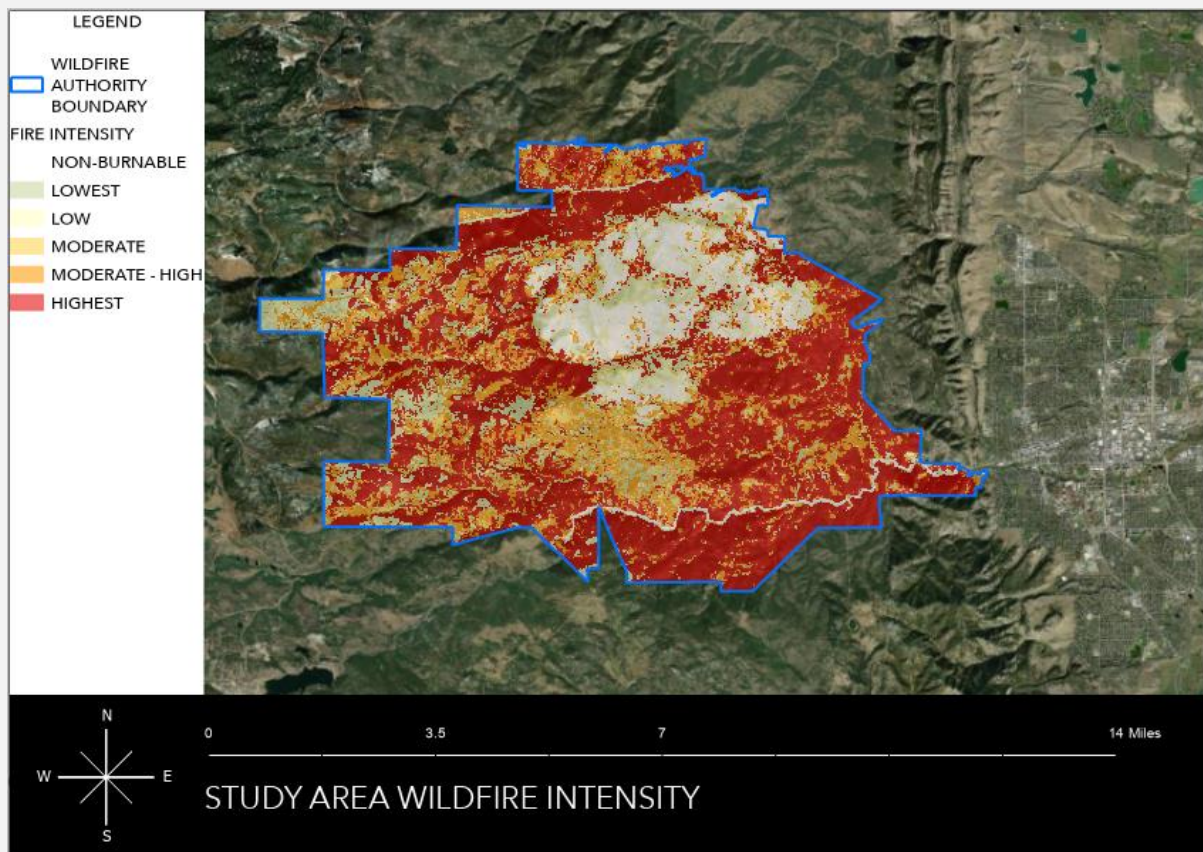 LEGEND
WILDFIRE
AUTHORITY
BOUNDARY
FIRE INTENSITY
NON-BURNABLE
LOWEST
LOW
MODERATE
MODERATE - HIGH
HIGHEST
N
W E
S
0 3.5 7 14 Miles
STUDY AREA WILDFIRE INTENSITY